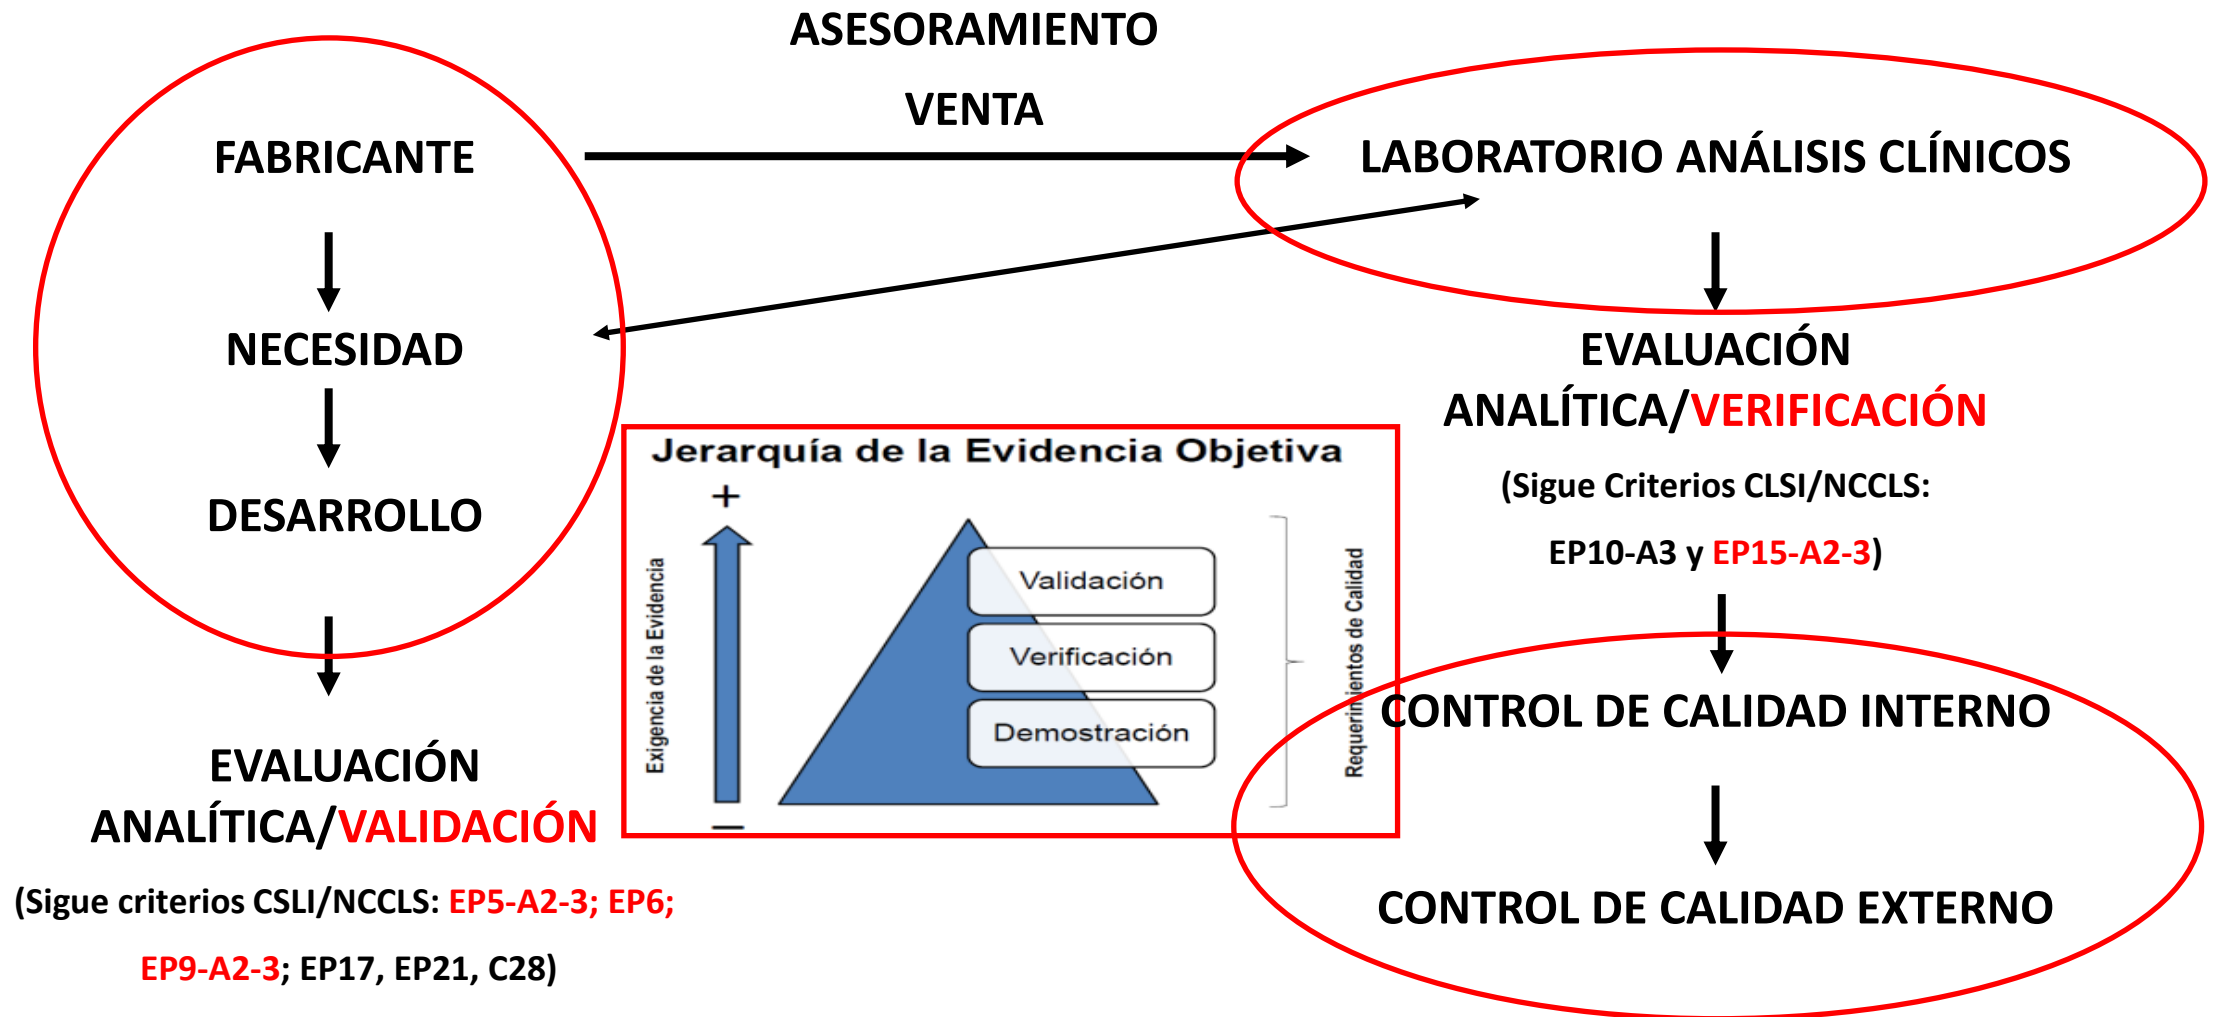 ASESORAMIENTO
VENTA
FABRICANTE
NECESIDAD
DESARROLLO
EVALUACIÓN
ANALÍTICA/VALIDACIÓN
(Sigue criterios CSLI/NCCLS: EP5-A2-3; EP6;
EP9-A2-3; EP17, EP21, C28)
Jerarquía de la Evidencia Objetiva
+
Exigencia de la Evidencia
Validación
Verificación
Demostración
Requerimientos de Calidad
—
LABORATORIO ANÁLISIS CLÍNICOS
EVALUACIÓN
ANALÍTICA/VERIFICACIÓN
(Sigue Criterios CLSI/NCCLS:
EP10-A3 y EP15-A2-3)
CONTROL DE CALIDAD INTERNO
CONTROL DE CALIDAD EXTERNO